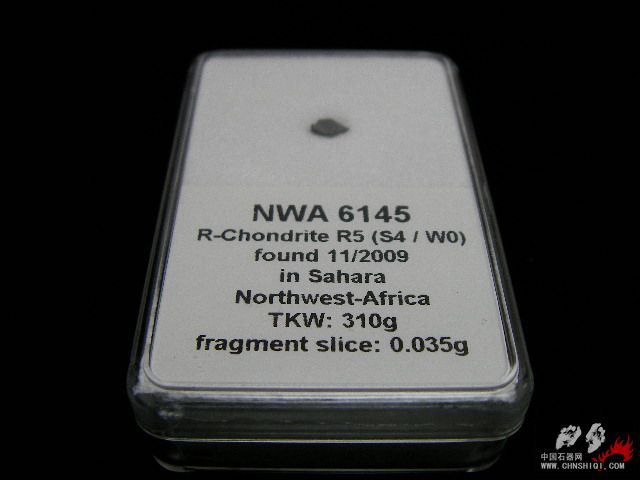 NWA 6145
R-Chondrite R5 (S4 / W0)
found 11/2009
in Sahara
Northwest-Africa
TKW: 310g
fragment slice: 0.035g
中国石器网
WWW.CHNSHIQI.COM